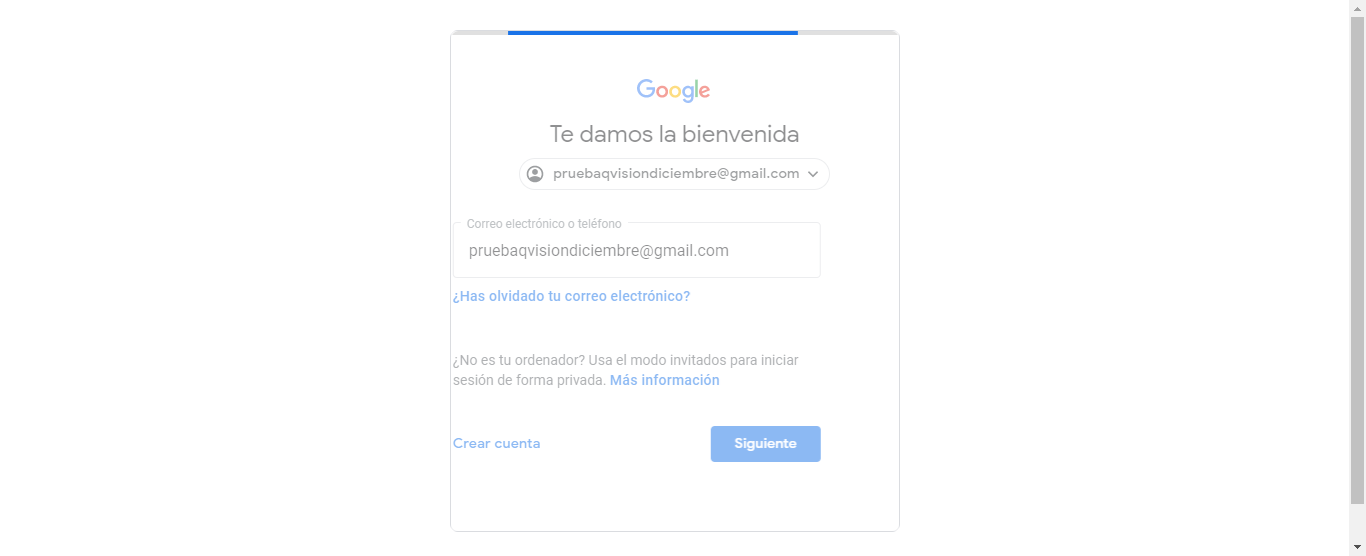 Google
Te damos la bienvenida
pruebaqvisiondiciembre@gmail.com
Correo electrónico o teléfono
pruebaqvisiondiciembre@gmail.com
¿Has olvidado tu correo electrónico?
¿No es tu ordenador? Usa el modo invitados para iniciar
sesión de forma privada. Más información
Crear cuenta
Siguiente